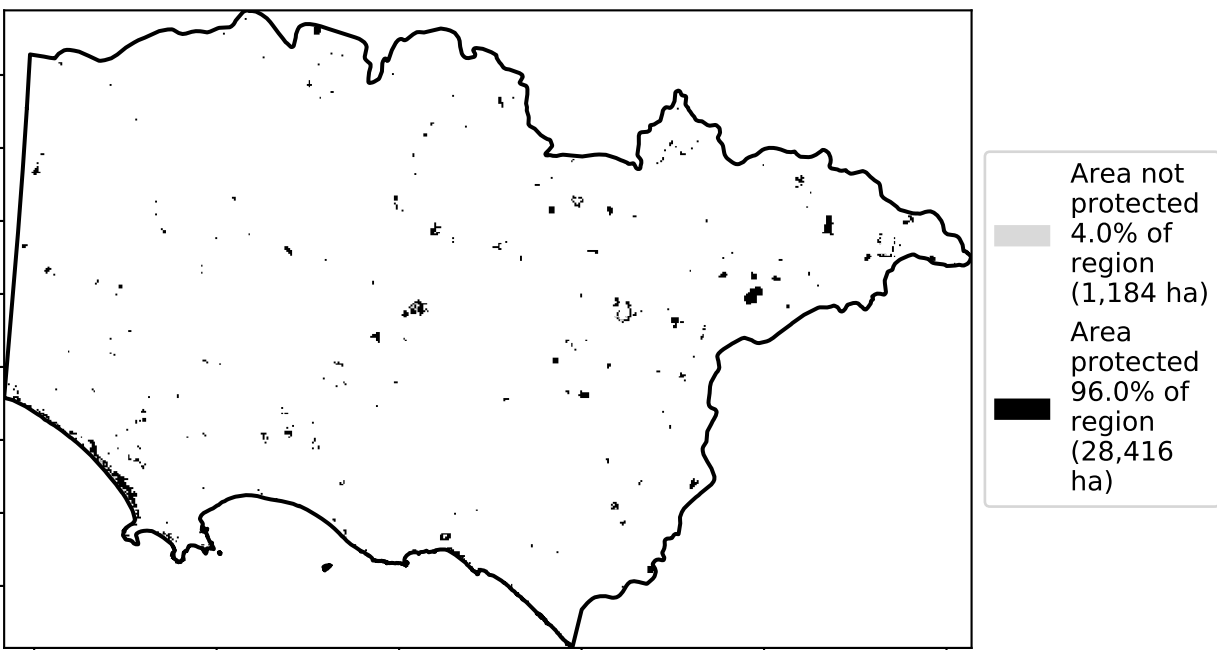 Area not
protected
4.0% of
region
(1,184 ha)
Area
protected
96.0% of
region
(28,416
ha)